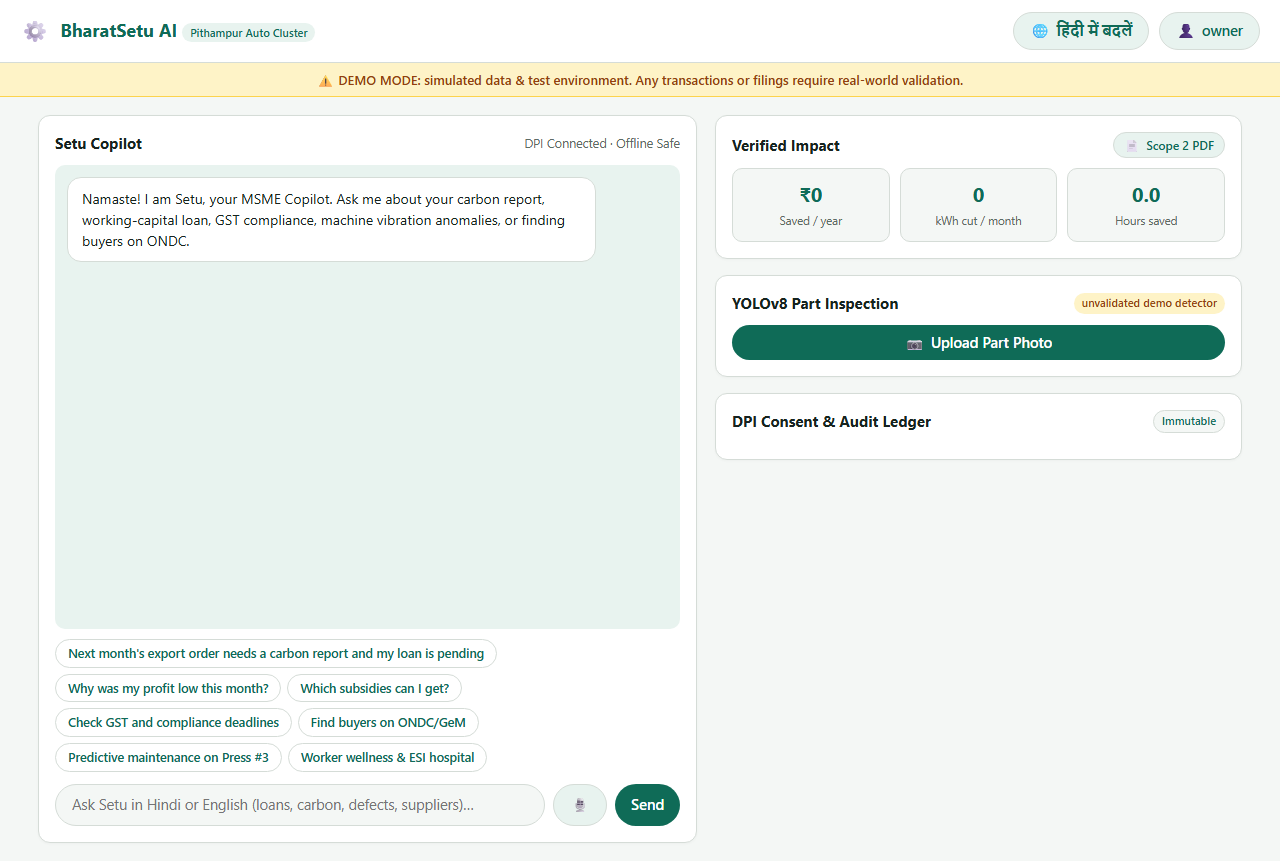 BharatSetu AI
Pithampur Auto Cluster
हिंदी में बदलें
owner
DEMO MODE: simulated data & test environment. Any transactions or filings require real-world validation.
Setu Copilot
DPI Connected · Offline Safe
Namaste! I am Setu, your MSME Copilot. Ask me about your carbon report,
working-capital loan, GST compliance, machine vibration anomalies, or finding
buyers on ONDC.
Next month's export order needs a carbon report and my loan is pending
Why was my profit low this month?
Which subsidies can I get?
Check GST and compliance deadlines
Find buyers on ONDC/GeM
Predictive maintenance on Press #3
Worker wellness & ESI hospital
Ask Setu in Hindi or English (loans, carbon, defects, suppliers)...
Send
Verified Impact
Scope 2 PDF
₹0
Saved / year
0
kWh cut / month
0.0
Hours saved
YOLOv8 Part Inspection
unvalidated demo detector
Upload Part Photo
DPI Consent & Audit Ledger
Immutable